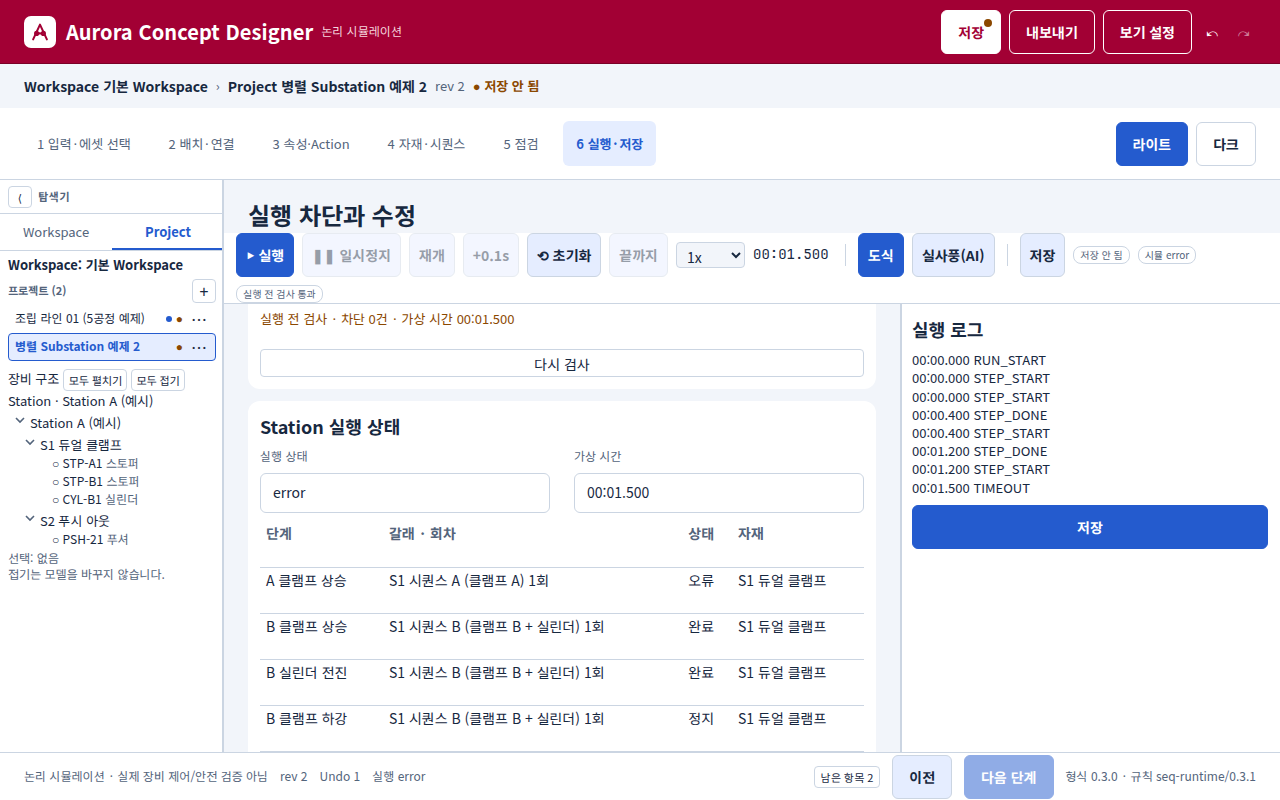 Aurora Concept Designer 논리 시뮬레이션
저장 내보내기 보기 설정
Workspace 기본 Workspace › Project 병렬 Substation 예제 2 rev 2 ● 저장 안 됨
1 입력·에셋 선택 2 배치·연결 3 속성·Action 4 자재·시퀀스 5 점검 6 실행·저장
라이트 다크
탐색기
Workspace Project
Workspace: 기본 Workspace
프로젝트 (2) +
조립 라인 01 (5공정 예제) ● ● ···
병렬 Substation 예제 2 ● ···
장비 구조 모두 펼치기 모두 접기
Station · Station A (예시)
Station A (예시)
S1 듀얼 클램프
○ STP-A1 스토퍼
○ STP-B1 스토퍼
○ CYL-B1 실린더
S2 푸시 아웃
○ PSH-21 푸셔
선택: 없음
접기는 모델을 바꾸지 않습니다.
실행 차단과 수정
▶ 실행 ❚❚ 일시정지 재개 +0.1s ⟲ 초기화 끝까지 1x 00:01.500 도식 실사풍(AI) 저장 저장 안 됨 시뮬 error
실행 전 검사 통과
실행 전 검사 · 차단 0건 · 가상 시간 00:01.500
다시 검사
Station 실행 상태
실행 상태 가상 시간
error 00:01.500
단계 갈래 · 회차 상태 자재
A 클램프 상승 S1 시퀀스 A (클램프 A) 1회 오류 S1 듀얼 클램프
B 클램프 상승 S1 시퀀스 B (클램프 B + 실린더) 1회 완료 S1 듀얼 클램프
B 실린더 전진 S1 시퀀스 B (클램프 B + 실린더) 1회 완료 S1 듀얼 클램프
B 클램프 하강 S1 시퀀스 B (클램프 B + 실린더) 1회 정지 S1 듀얼 클램프
실행 로그
00:00.000 RUN_START
00:00.000 STEP_START
00:00.000 STEP_START
00:00.400 STEP_DONE
00:00.400 STEP_START
00:01.200 STEP_DONE
00:01.200 STEP_START
00:01.500 TIMEOUT
저장
논리 시뮬레이션 · 실제 장비 제어/안전 검증 아님 rev 2 Undo 1 실행 error
남은 항목 2 이전 다음 단계 형식 0.3.0 · 규칙 seq-runtime/0.3.1